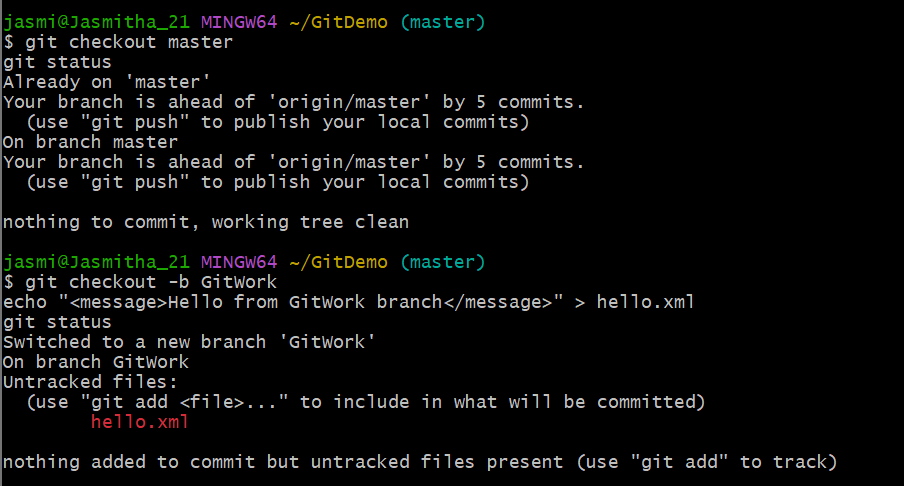 jasmi@Jasmitha_21 MINGW64 ~/GitDemo (master)
$ git checkout master
git status
Already on 'master'
Your branch is ahead of 'origin/master' by 5 commits.
  (use "git push" to publish your local commits)
On branch master
Your branch is ahead of 'origin/master' by 5 commits.
  (use "git push" to publish your local commits)

nothing to commit, working tree clean

jasmi@Jasmitha_21 MINGW64 ~/GitDemo (master)
$ git checkout -b GitWork
echo "<message>Hello from GitWork branch</message>" > hello.xml
git status
Switched to a new branch 'GitWork'
On branch GitWork
Untracked files:
  (use "git add <file>..." to include in what will be committed)
        hello.xml

nothing added to commit but untracked files present (use "git add" to track)